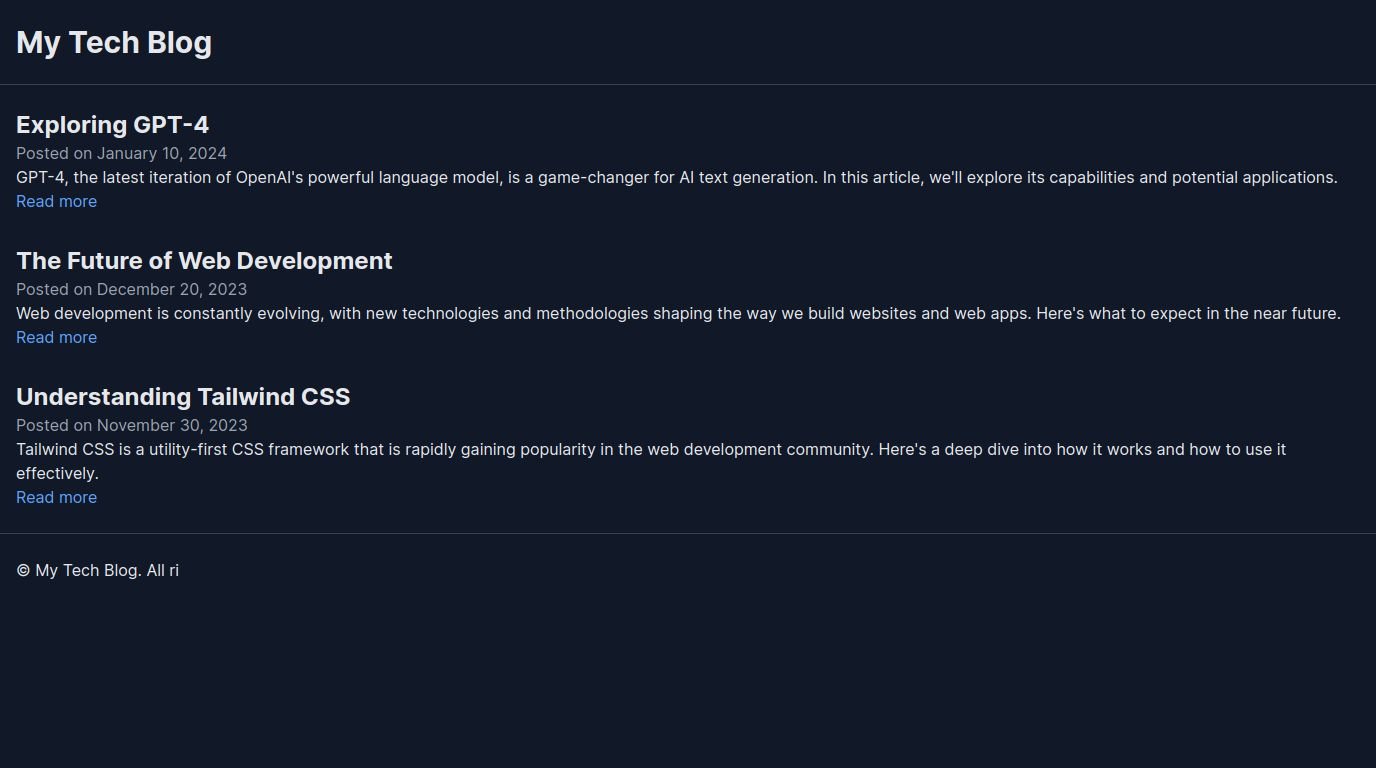 My Tech Blog
Exploring GPT-4
Posted on January 10, 2024
GPT-4, the latest iteration of OpenAI's powerful language model, is a game-changer for AI text generation. In this article, we'll explore its capabilities and potential applications.
Read more
The Future of Web Development
Posted on December 20, 2023
Web development is constantly evolving, with new technologies and methodologies shaping the way we build websites and web apps. Here's what to expect in the near future.
Read more
Understanding Tailwind CSS
Posted on November 30, 2023
Tailwind CSS is a utility-first CSS framework that is rapidly gaining popularity in the web development community. Here's a deep dive into how it works and how to use it
effectively.
Read more
© My Tech Blog. All ri